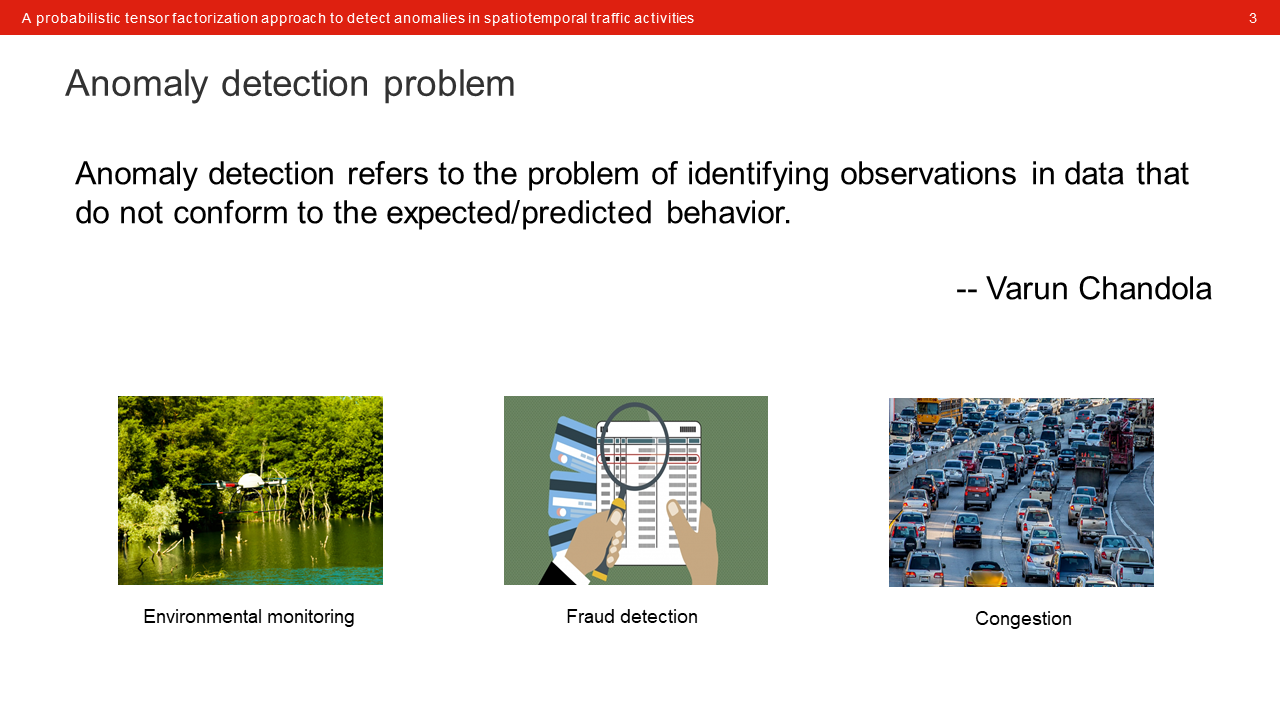 A probabilistic tensor factorization approach to detect anomalies in spatiotemporal traffic activities
3
Anomaly detection problem
Anomaly detection refers to the problem of identifying observations in data that
do not conform to the expected/predicted behavior.
-- Varun Chandola
Environmental monitoring
Fraud detection
Congestion